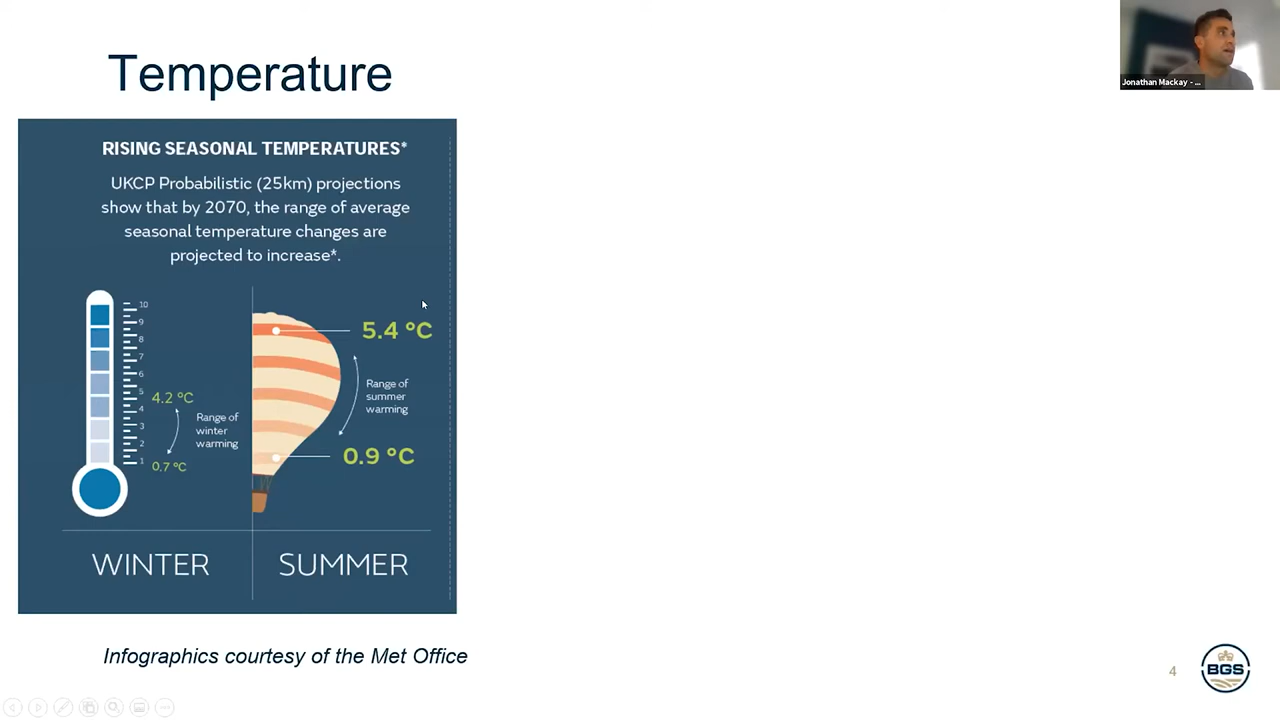 Temperature
Jonathan Mackay - ...
RISING SEASONAL TEMPERATURES*
UKCP Probabilistic (25km) projections
show that by 2070, the range of average
seasonal temperature changes are
projected to increase*.
10
9
8
7
6
5
4
3
2
1
4.2 °C
Range of
winter
warming
0.7 °C
5.4 °C
Range of
summer
warming
0.9 °C
WINTER
SUMMER
Infographics courtesy of the Met Office
4
BGS